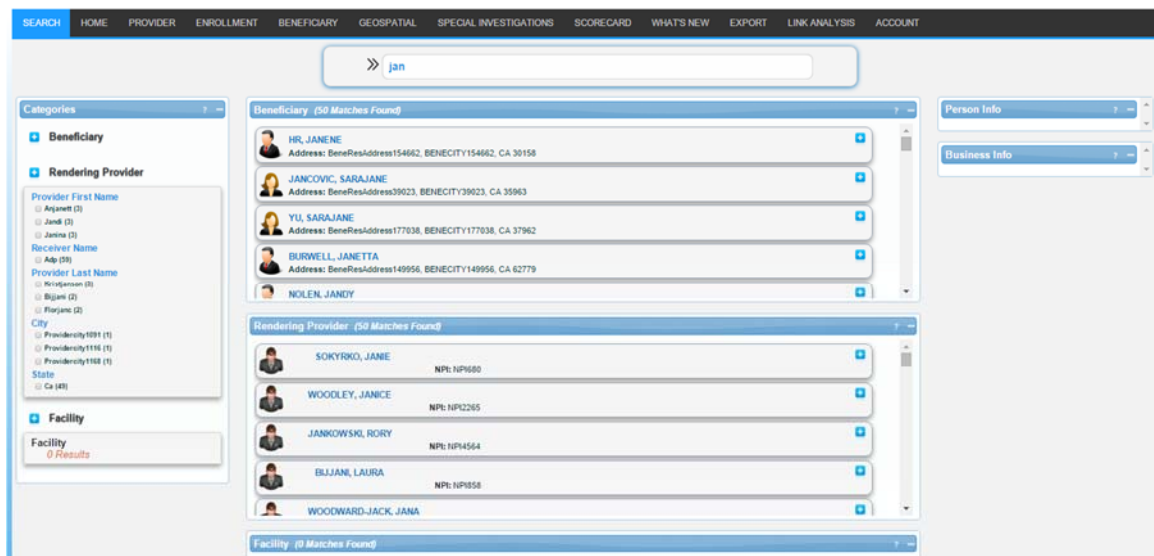 SEARCH HOME PROVIDER ENROLLMENT BENEFICIARY GEOSPATIAL SPECIAL INVESTIGATIONS SCORECARD WHAT'S NEW EXPORT LINK ANALYSIS ACCOUNT
» jan
Categories ? –
Beneficiary
Rendering Provider
Provider First Name
Anjanett (3)
Jandi (3)
Janina (3)
Receiver Name
Adp (59)
Provider Last Name
Kristjanson (8)
Bijjani (2)
Florjanc (2)
City
Providercity1091 (1)
Providercity1116 (1)
Providercity1168 (1)
State
Ca (49)
Facility
Facility
0 Results
Beneficiary (50 Matches Found) ? –
HR, JANENE
Address: BeneResAddress154662, BENECITY154662, CA 30158
JANCOVIC, SARAJANE
Address: BeneResAddress39023, BENECITY39023, CA 35963
YU, SARAJANE
Address: BeneResAddress177038, BENECITY177038, CA 37962
BURWELL, JANETTA
Address: BeneResAddress149956, BENECITY149956, CA 62779
NOLEN, JANDY
Rendering Provider (50 Matches Found) ? –
SOKYRKO, JANIE
NPI: NPI680
WOODLEY, JANICE
NPI: NPI2265
JANKOWSKI, RORY
NPI: NPI4564
BIJJANI, LAURA
NPI: NPI858
WOODWARD-JACK, JANA
Facility (0 Matches Found) ? –
Person Info ? –
Business Info ? –